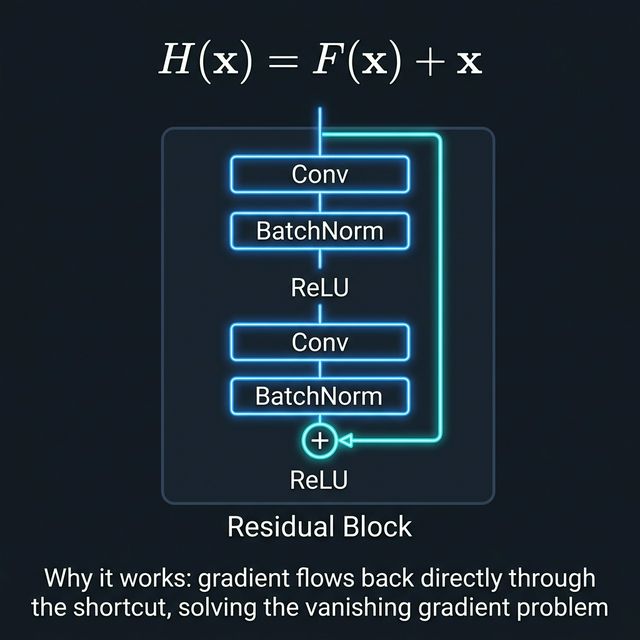 H(x) = F(x) + x
Conv
BatchNorm
ReLU
Conv
BatchNorm
+
ReLU
Residual Block
Why it works: gradient flows back directly through
the shortcut, solving the vanishing gradient problem